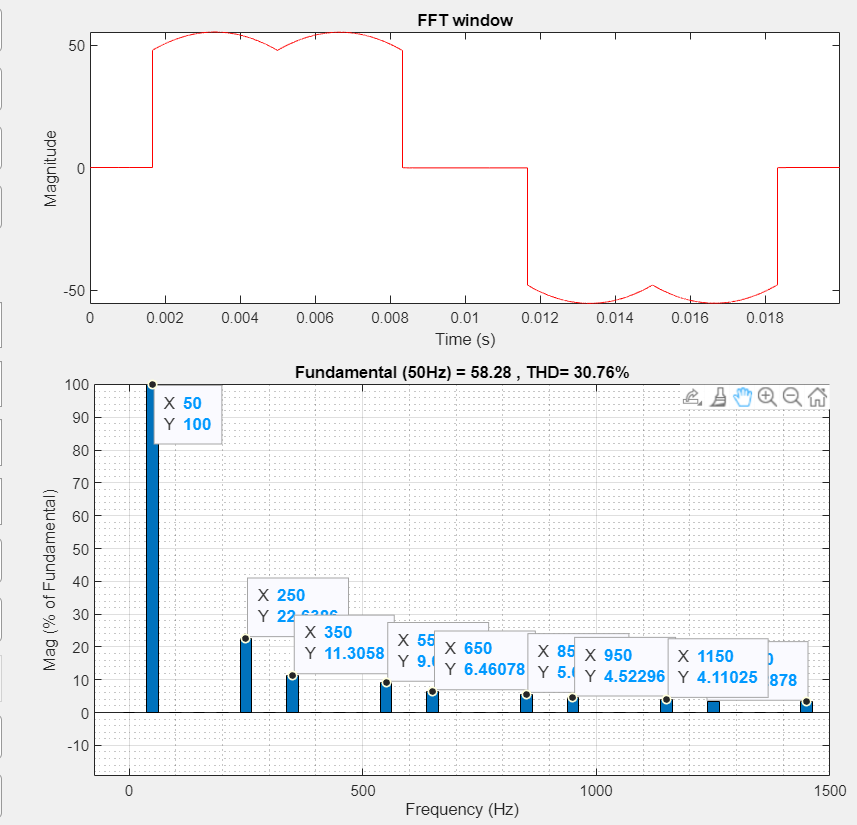 FFT window
50
0
-50
Magnitude
0
0.002
0.004
0.006
0.008
0.01
0.012
0.014
0.016
0.018
Time (s)
Fundamental (50Hz) = 58.28 , THD= 30.76%
100
90
80
70
60
50
40
30
20
10
0
-10
Mag (% of Fundamental)
X 50
Y 100
X 250
Y
X 350
Y 11.3058
X
Y
X 650
Y 6.46078
X
Y
X 950
Y 4.52296
X 1150
Y 4.11025
878
0
500
1000
1500
Frequency (Hz)